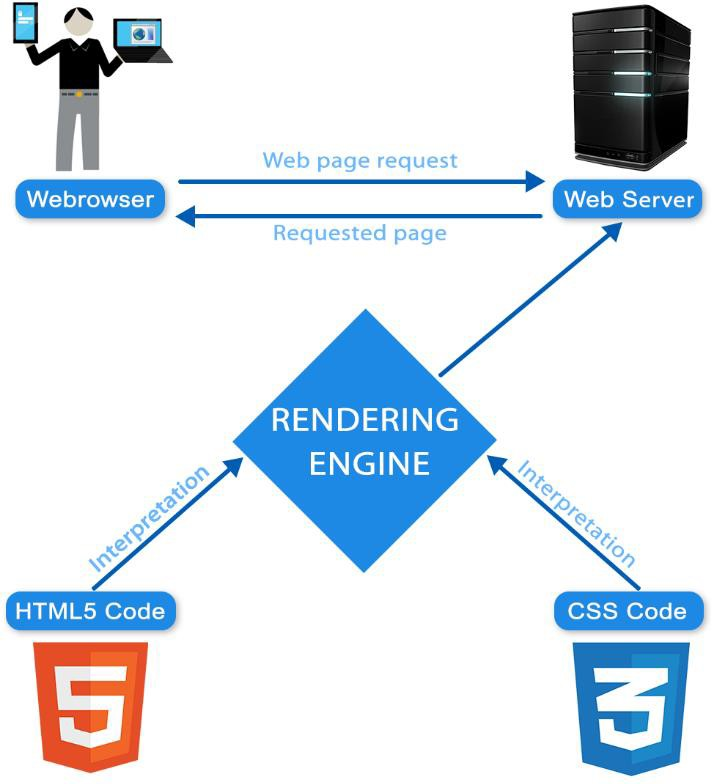 Web page request
Webrowser
Web Server
Requested page
RENDERING
ENGINE
Interpretation
Interpretation
HTML5 Code
CSS Code
5
3